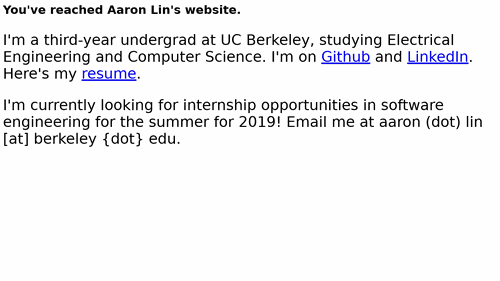 You've reached Aaron Lin's website.
I'm a third-year undergrad at UC Berkeley, studying Electrical
Engineering and Computer Science. I'm on Github and LinkedIn.
Here's my resume.
I'm currently looking for internship opportunities in software
engineering for the summer for 2019! Email me at aaron (dot) lin
[at] berkeley {dot} edu.